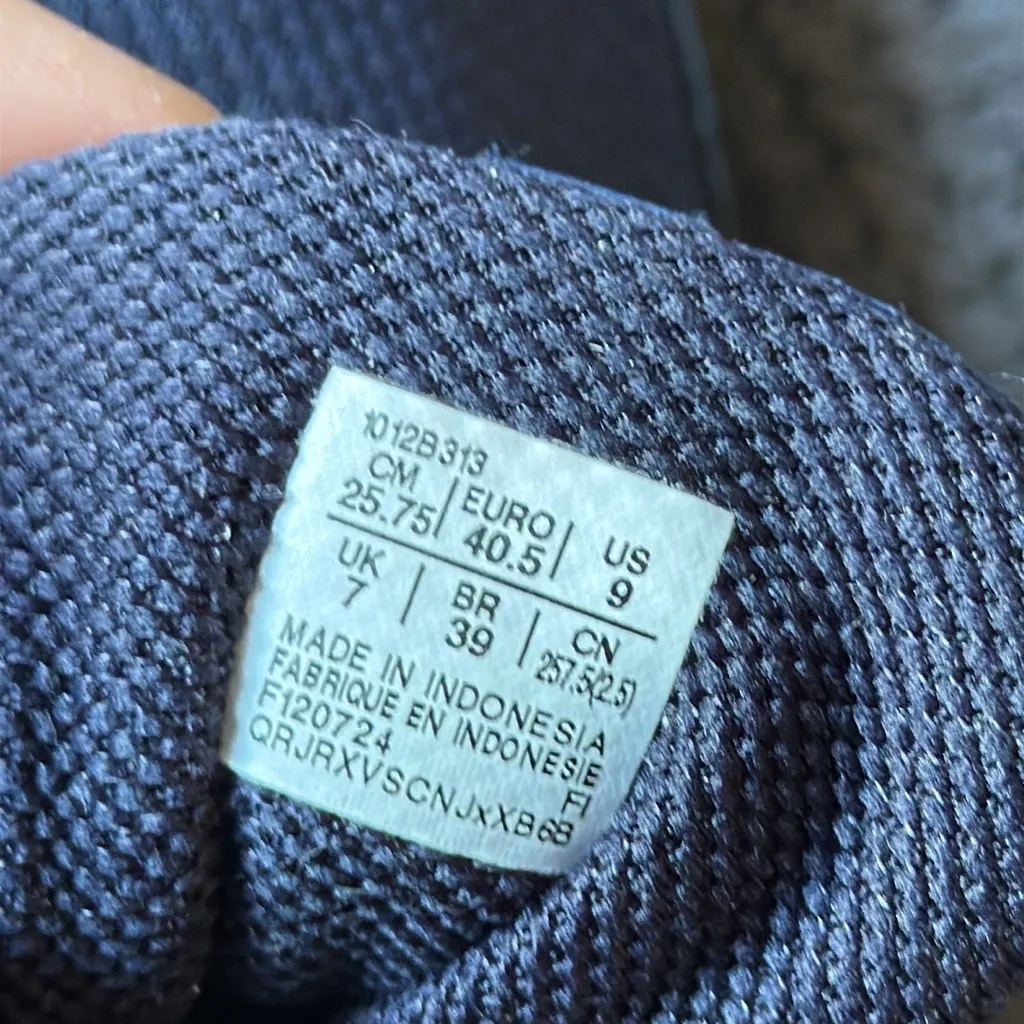 1012B313
CM EURO US
25.75 40.5 9
UK BR CN
7 39 257.5(2.5)
MADE IN INDONESIA
FABRIQUE EN INDONESIE
F120724 FI
QRJRXVSCNJxXB6B